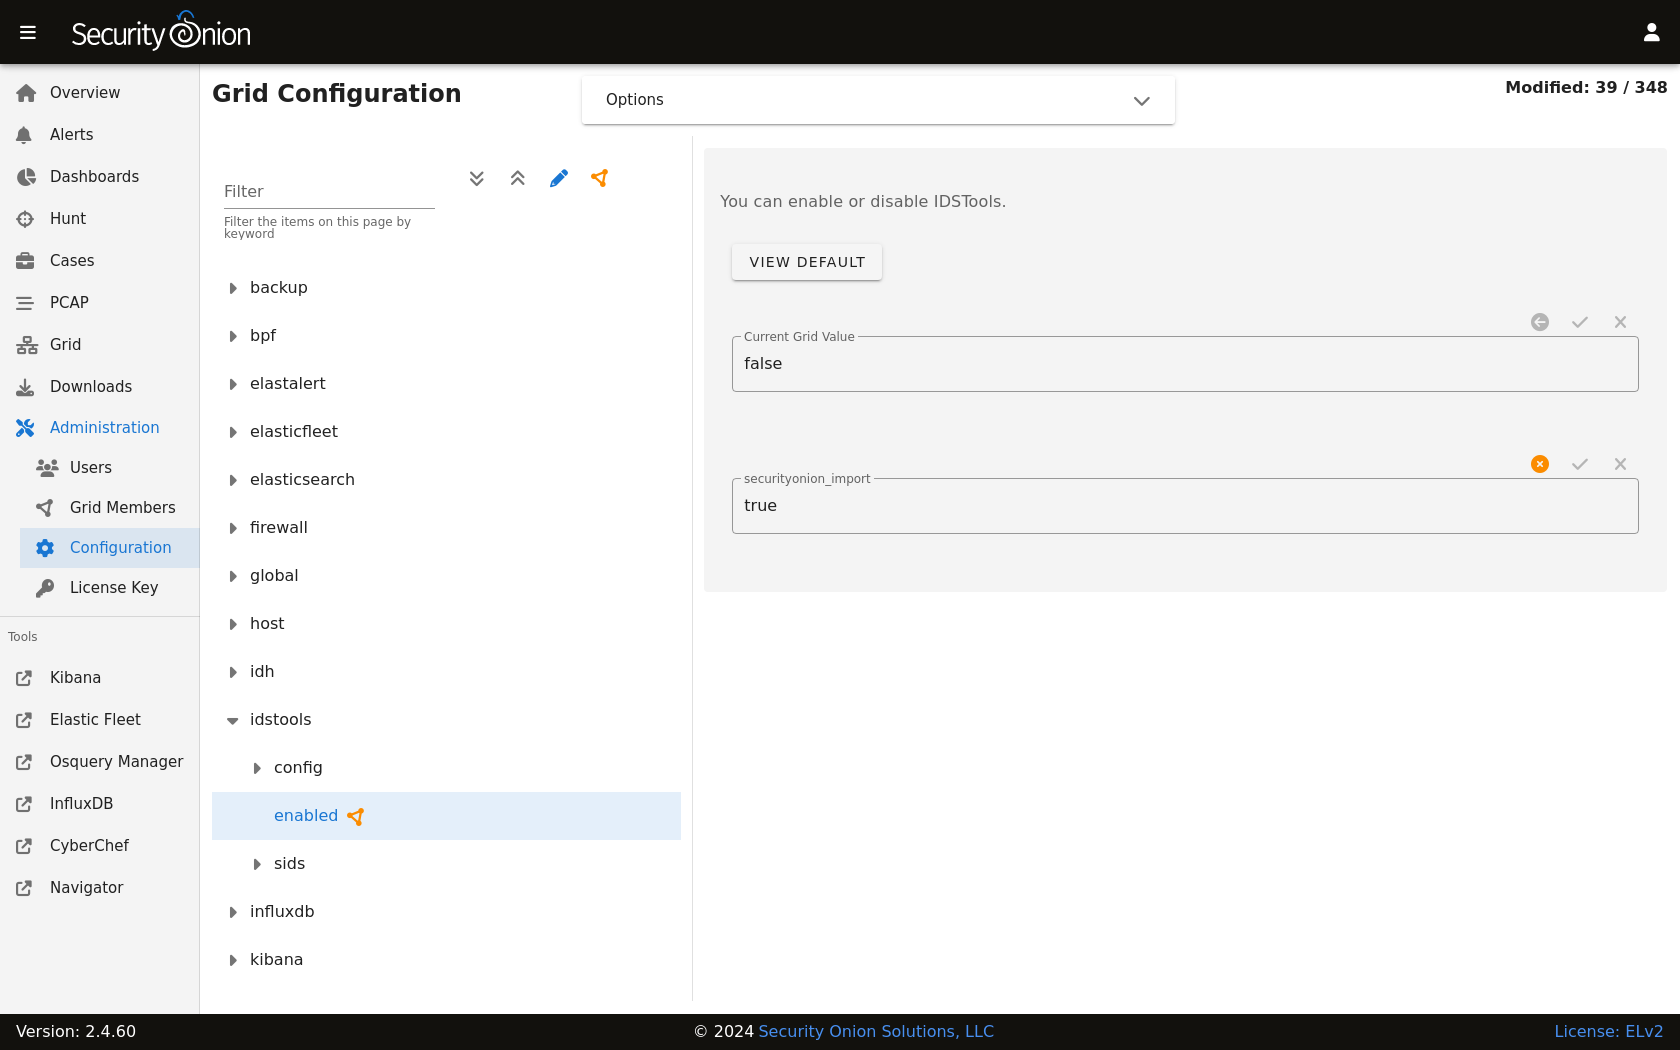 Security Onion
Overview
Alerts
Dashboards
Hunt
Cases
PCAP
Grid
Downloads
Administration
Users
Grid Members
Configuration
License Key
Tools
Kibana
Elastic Fleet
Osquery Manager
InfluxDB
CyberChef
Navigator
Grid Configuration
Options
Modified: 39 / 348
Filter
Filter the items on this page by
keyword
backup
bpf
elastalert
elasticfleet
elasticsearch
firewall
global
host
idh
idstools
config
enabled
sids
influxdb
kibana
You can enable or disable IDSTools.
VIEW DEFAULT
Current Grid Value
false
securityonion_import
true
Version: 2.4.60
© 2024 Security Onion Solutions, LLC
License: ELv2